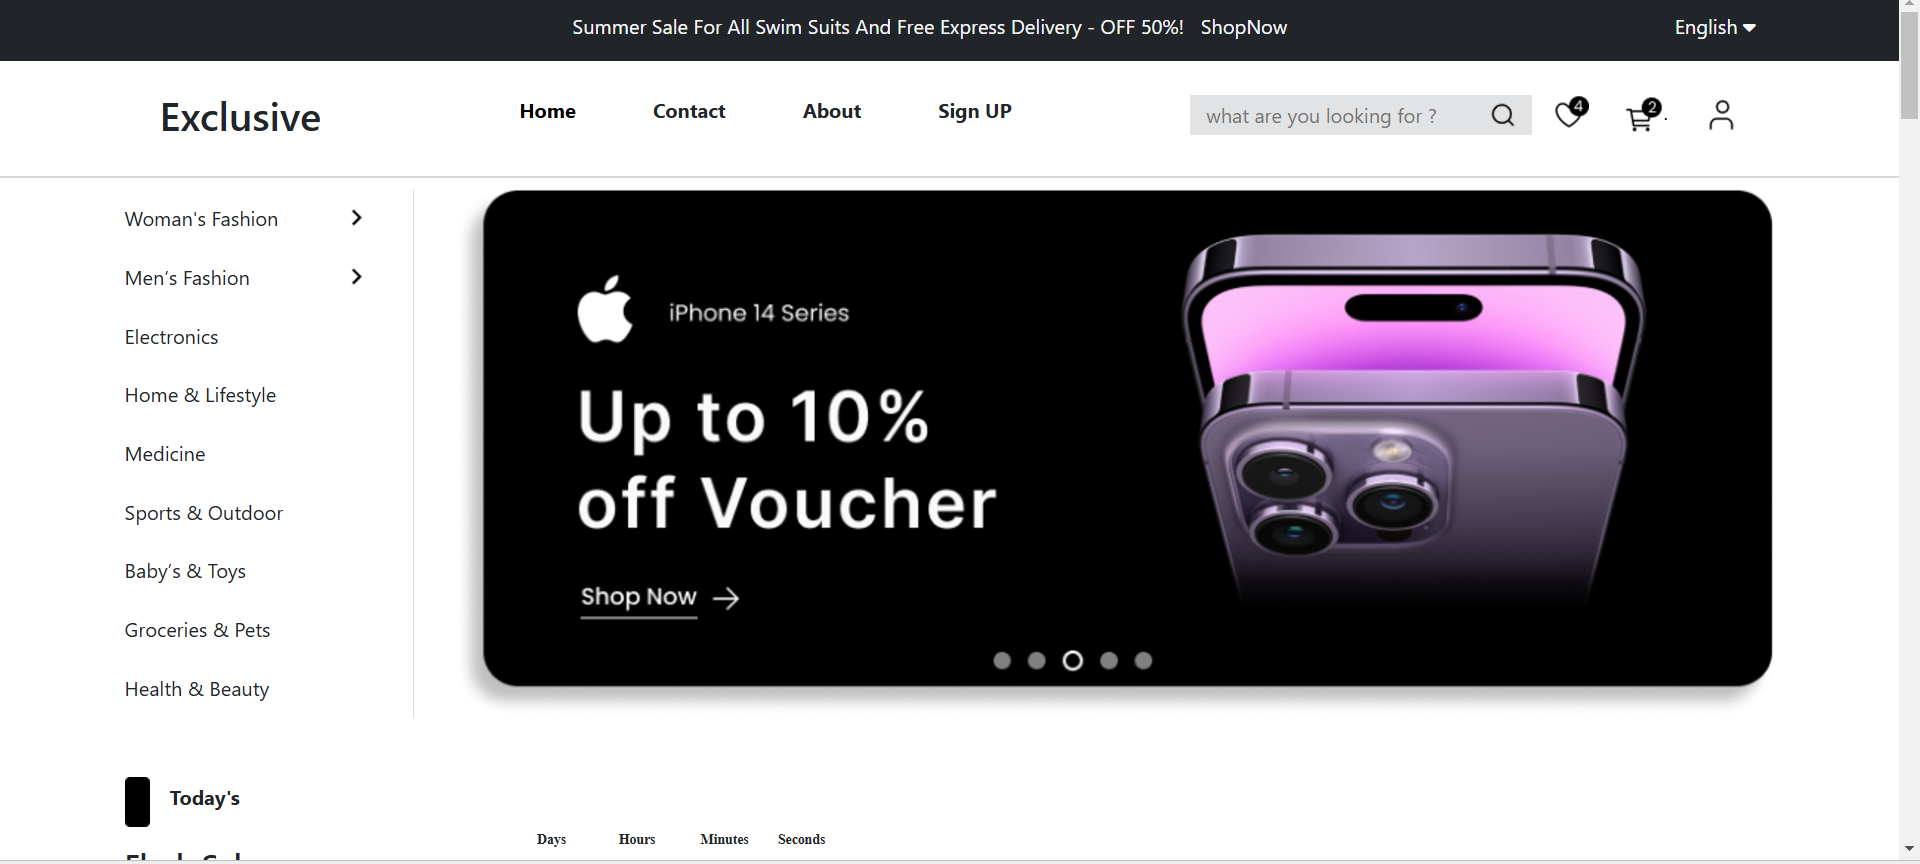 Summer Sale For All Swim Suits And Free Express Delivery - OFF 50%! ShopNow
English
Exclusive
Home
Contact
About
Sign UP
what are you looking for ?
4
2
.
Woman's Fashion
Men’s Fashion
Electronics
Home & Lifestyle
Medicine
Sports & Outdoor
Baby’s & Toys
Groceries & Pets
Health & Beauty
iPhone 14 Series
Up to 10%
off Voucher
Shop Now
Today's
Days
Hours
Minutes
Seconds